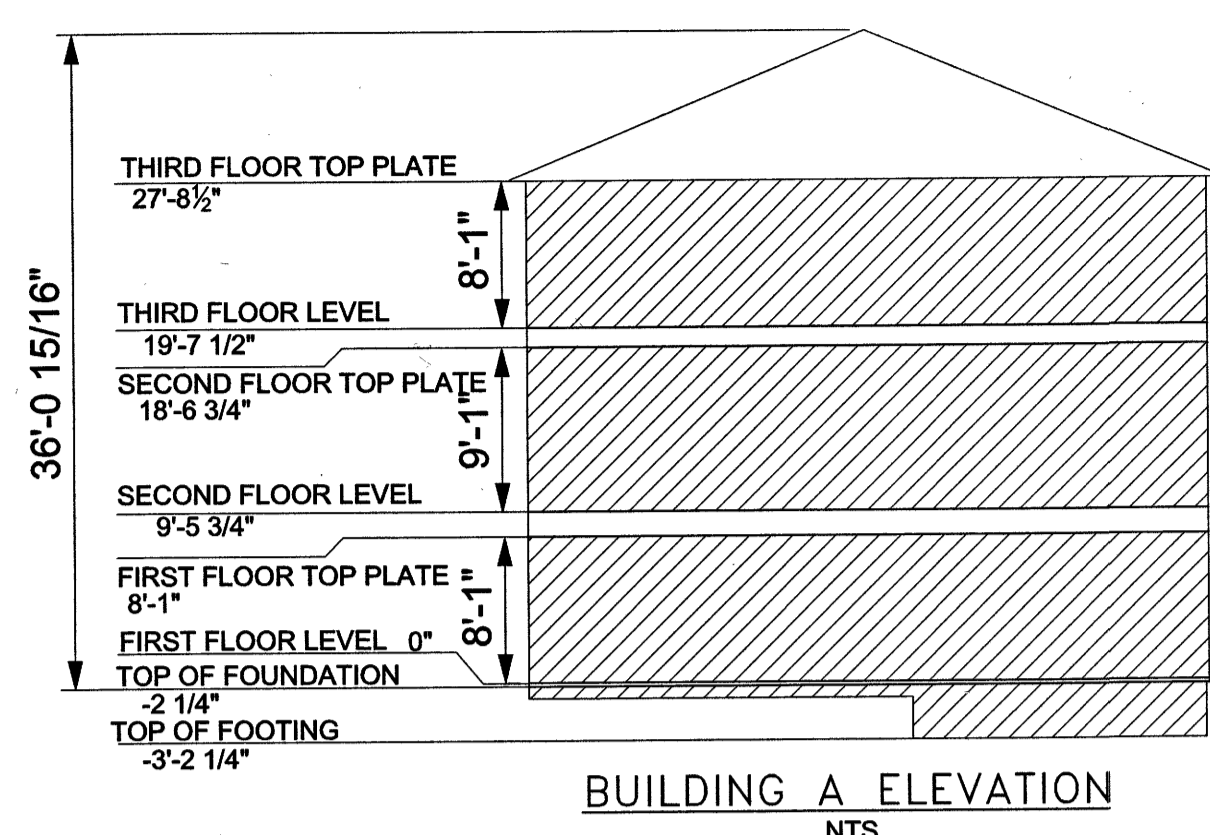 THIRD FLOOR TOP PLATE
27'-8½"
8'-1"
36'-0 15/16"
THIRD FLOOR LEVEL
19'-7 1/2"
SECOND FLOOR TOP PLATE
18'-6 3/4"
9'-1"
SECOND FLOOR LEVEL
9'-5 3/4"
FIRST FLOOR TOP PLATE
8'-1"
8'-1"
FIRST FLOOR LEVEL 0"
TOP OF FOUNDATION
-2 1/4"
TOP OF FOOTING
-3'-2 1/4"
BUILDING A ELEVATION
NTS